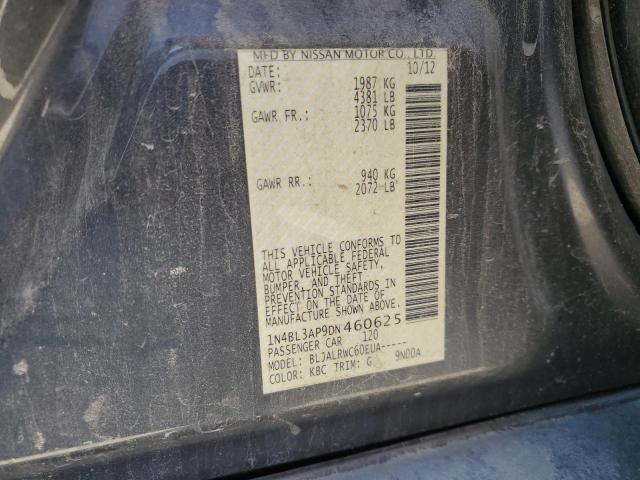 MFD BY NISSAN MOTOR CO., LTD.
DATE: 10/12
GVWR: 1987 KG
4381 LB
GAWR FR.: 1075 KG
2370 LB
GAWR RR.: 940 KG
2072 LB
THIS VEHICLE CONFORMS TO
ALL APPLICABLE FEDERAL
MOTOR VEHICLE SAFETY,
BUMPER, AND THEFT
PREVENTION STANDARDS IN
EFFECT ON THE DATE OF
MANUFACTURE SHOWN ABOVE.
1N4BL3AP9DN460625
PASSENGER CAR 120
MODEL: BLJALRWC60EUA-----
COLOR: KBC TRIM: G 9N00A